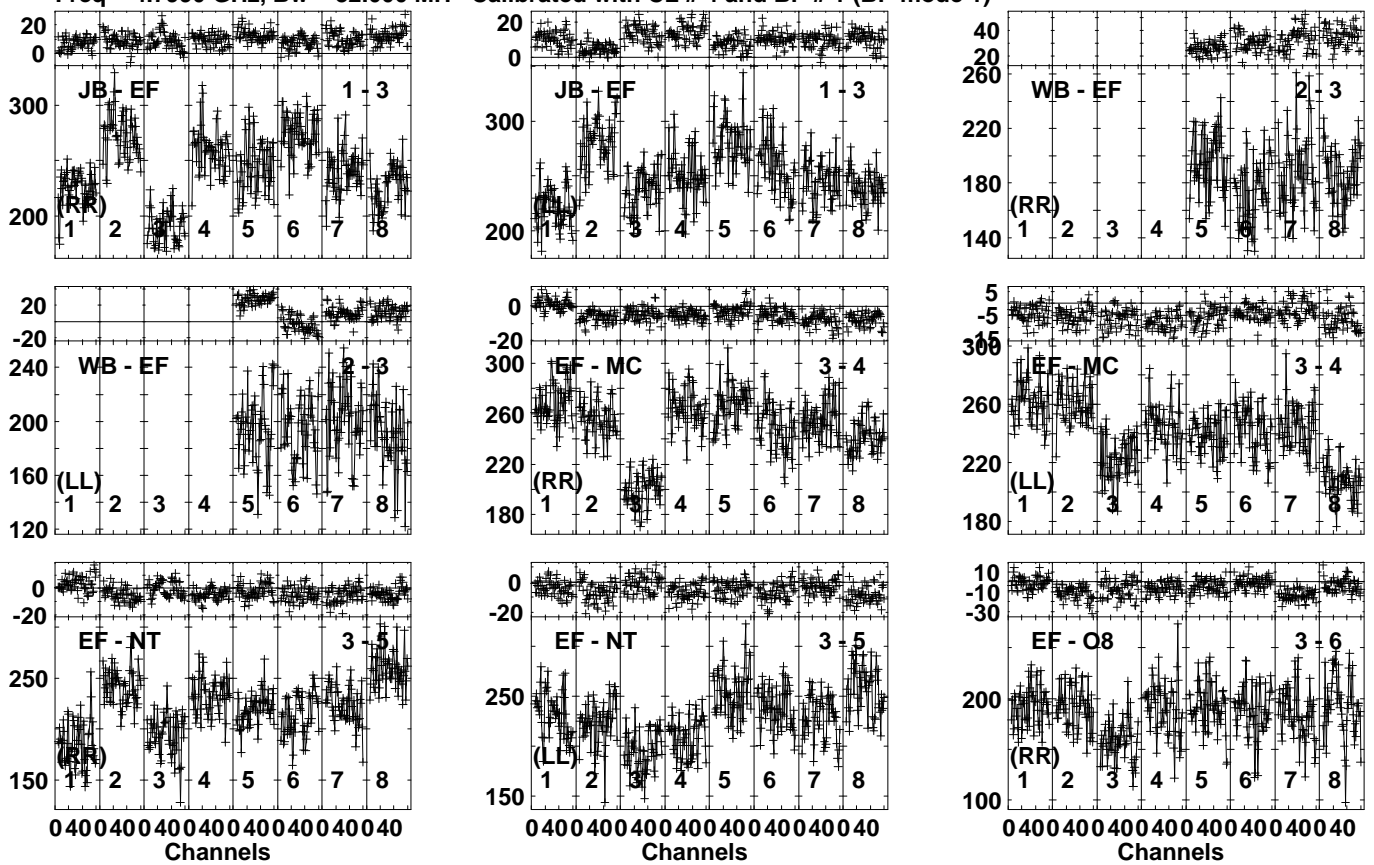 20 0
JB - EF 1 - 3
300 200
(RR)
1 2 3 4 5 6 7 8
20 0
JB - EF 1 - 3
300 200
(LL)
1 2 3 4 5 6 7 8
40 20
WB - EF 2 - 3
260 220 180 140
(RR)
1 2 3 4 5 6 7 8
20 -20
WB - EF 2 - 3
240 200 160 120
(LL)
1 2 3 4 5 6 7 8
0 -20
EF - MC 3 - 4
300 260 220 180
(RR)
1 2 3 4 5 6 7 8
5 -5 -15
EF - MC 3 - 4
300 260 220 180
(LL)
1 2 3 4 5 6 7 8
0 -20
EF - NT 3 - 5
250 150
(RR)
1 2 3 4 5 6 7 8
0 -20
EF - NT 3 - 5
250 150
(LL)
1 2 3 4 5 6 7 8
10 -10 -30
EF - O8 3 - 6
200 100
(RR)
1 2 3 4 5 6 7 8
0 40 0 40 0 40 0 40 0 40 0 40 0 40 0 40
Channels
0 40 0 40 0 40 0 40 0 40 0 40 0 40 0 40
Channels
0 40 0 40 0 40 0 40 0 40 0 40 0 40 0 40
Channels